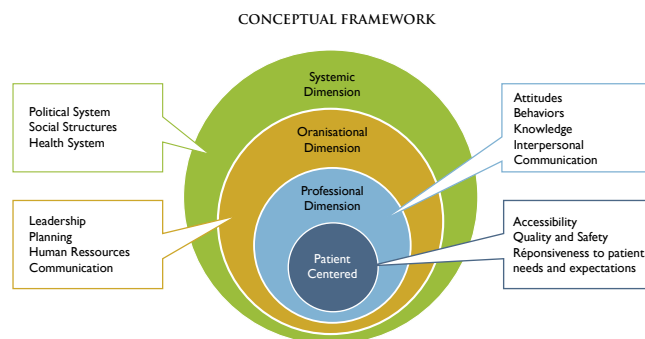 CONCEPTUAL FRAMEWORK
Systemic
Dimension
Political System
Social Structures
Health System
Attitudes
Behaviors
Knowledge
Interpersonal
Communication
Oranisational
Dimension
Professional
Dimension
Leadership
Planning
Human Ressources
Communication
Patient
Centered
Accessibility
Quality and Safety
Réponsiveness to patient
needs and expectations